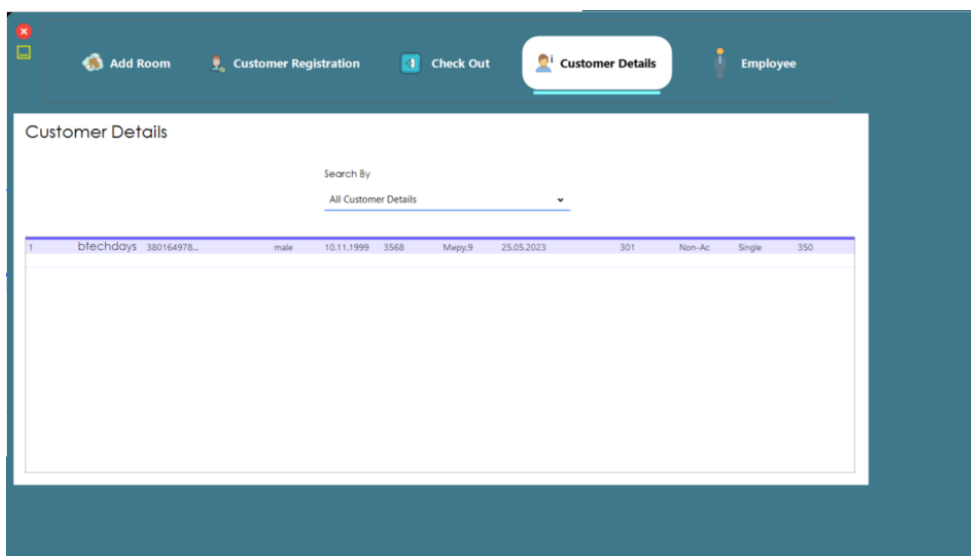 Add Room Customer Registration Check Out Customer Details Employee
Customer Details
Search By
All Customer Details
1 btechdays 380164978... male 10.11.1999 3568 Миру,9 25.05.2023 301 Non-Ac Single 350